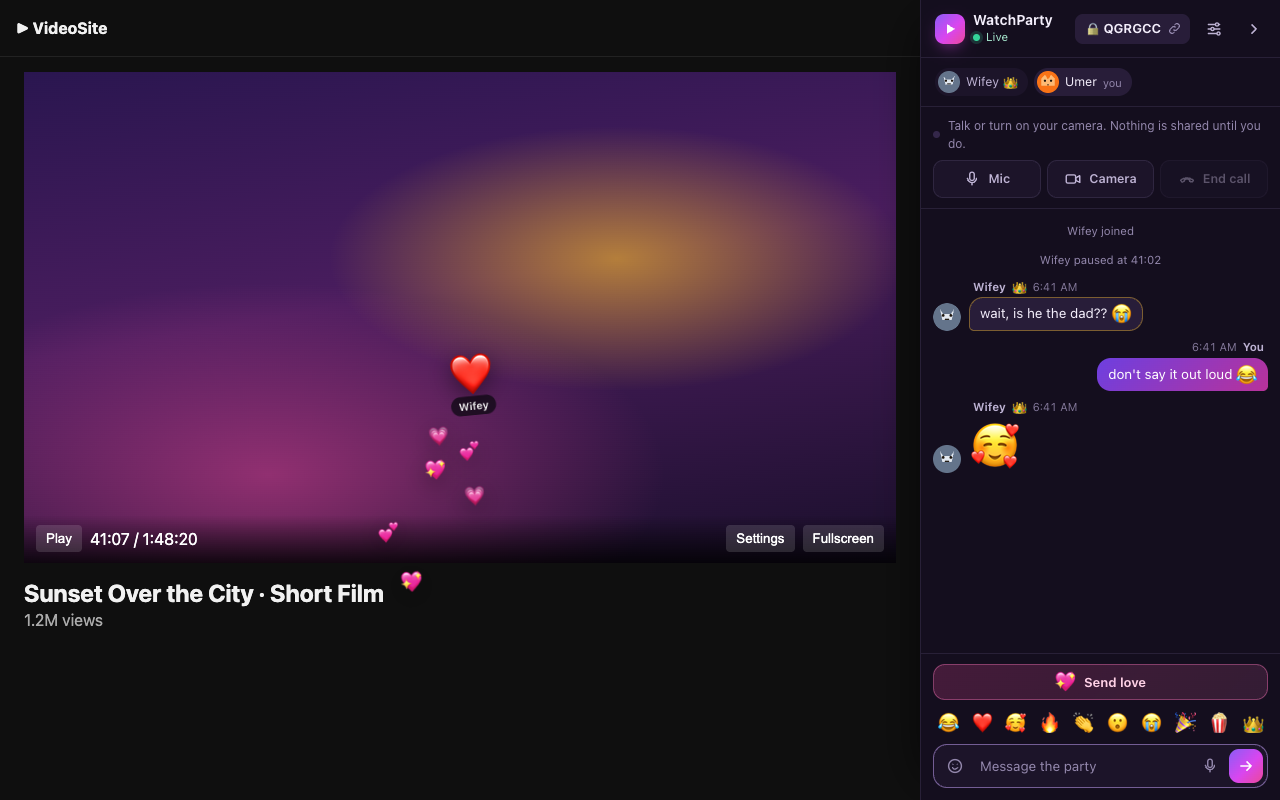 VideoSite
WatchParty
Live
QGRGCC
Wifey
Umer you
Talk or turn on your camera. Nothing is shared until you
do.
Mic
Camera
End call
Wifey joined
Wifey paused at 41:02
Wifey 6:41 AM
wait, is he the dad?? 😭
6:41 AM You
don't say it out loud 😂
Wifey 6:41 AM
🥰
Wifey
Play
41:07 / 1:48:20
Settings
Fullscreen
Sunset Over the City · Short Film
1.2M views
Send love
Message the party